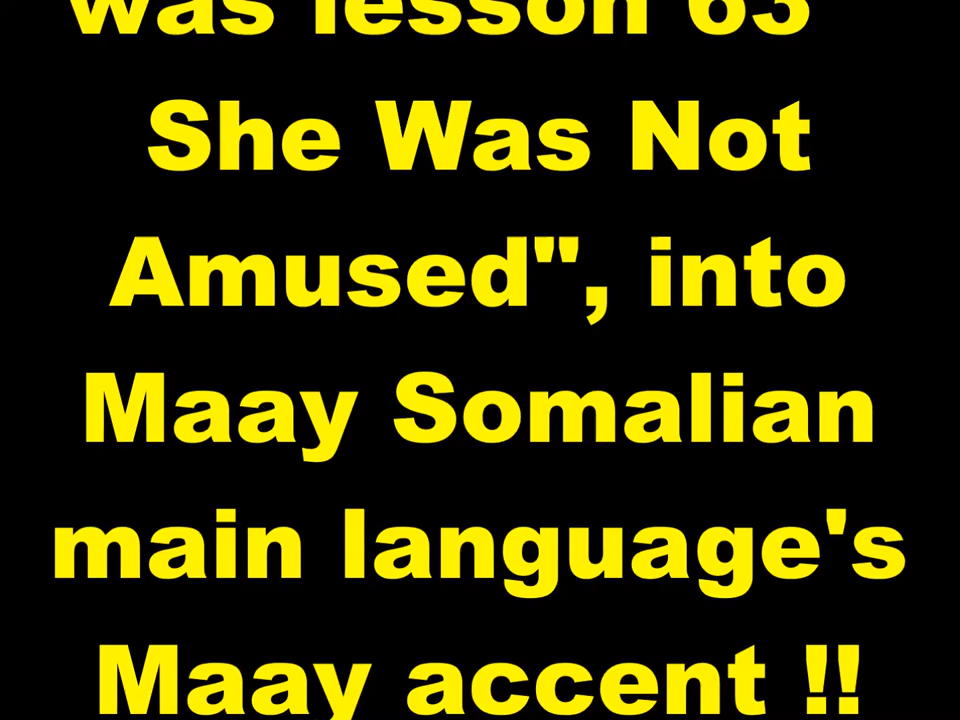 was lesson 63
She Was Not
Amused", into
Maay Somalian
main language's
Maay accent !!